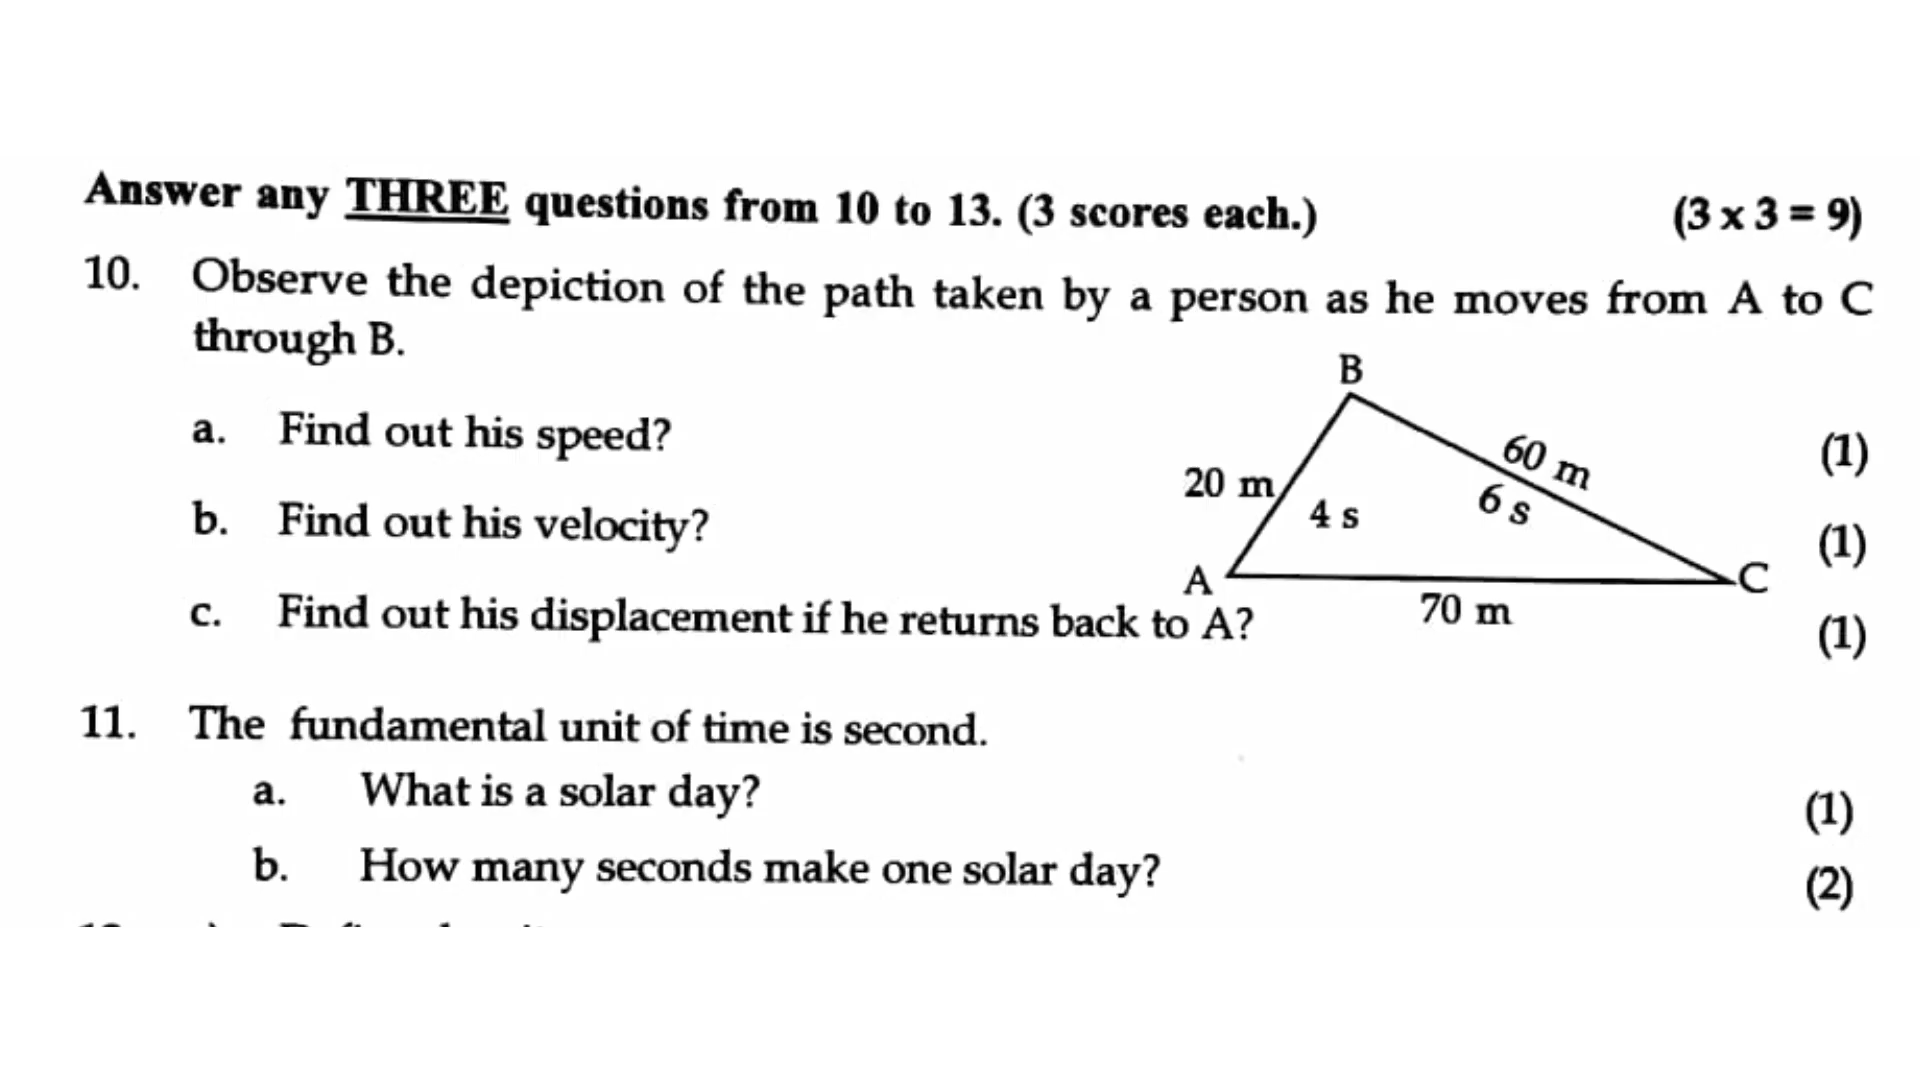 Answer any THREE questions from 10 to 13. (3 scores each.) (3 x 3 = 9)
10. Observe the depiction of the path taken by a person as he moves from A to C
through B.
B
a. Find out his speed? (1)
60 m
20 m
6 s
4 s
b. Find out his velocity? (1)
A
C
70 m
c. Find out his displacement if he returns back to A? (1)
11. The fundamental unit of time is second.
a. What is a solar day? (1)
b. How many seconds make one solar day? (2)